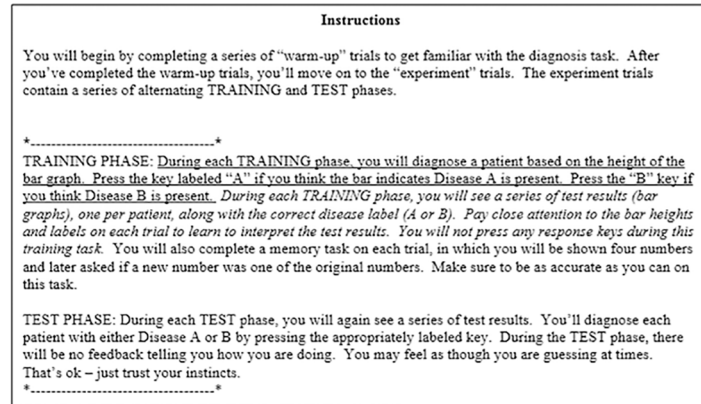 Instructions
You will begin by completing a series of “warm-up” trials to get familiar with the diagnosis task. After
you’ve completed the warm-up trials, you’ll move on to the “experiment” trials. The experiment trials
contain a series of alternating TRAINING and TEST phases.
*-----------------------------------*
TRAINING PHASE: During each TRAINING phase, you will diagnose a patient based on the height of the
bar graph. Press the key labeled “A” if you think the bar indicates Disease A is present. Press the “B” key if
you think Disease B is present. During each TRAINING phase, you will see a series of test results (bar
graphs), one per patient, along with the correct disease label (A or B). Pay close attention to the bar heights
and labels on each trial to learn to interpret the test results. You will not press any response keys during this
training task. You will also complete a memory task on each trial, in which you will be shown four numbers
and later asked if a new number was one of the original numbers. Make sure to be as accurate as you can on
this task.
TEST PHASE: During each TEST phase, you will again see a series of test results. You’ll diagnose each
patient with either Disease A or B by pressing the appropriately labeled key. During the TEST phase, there
will be no feedback telling you how you are doing. You may feel as though you are guessing at times.
That’s ok – just trust your instincts.
*-----------------------------------*